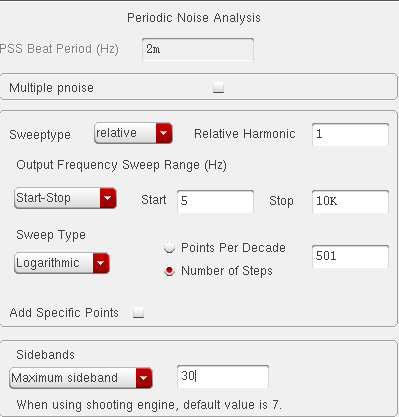 Periodic Noise Analysis
PSS Beat Period (Hz) 2m
Multiple pnoise
Sweeptype relative Relative Harmonic 1
Output Frequency Sweep Range (Hz)
Start-Stop Start 5 Stop 10K
Sweep Type
Points Per Decade
Logarithmic Number of Steps 501
Add Specific Points
Sidebands
Maximum sideband 30
When using shooting engine, default value is 7.